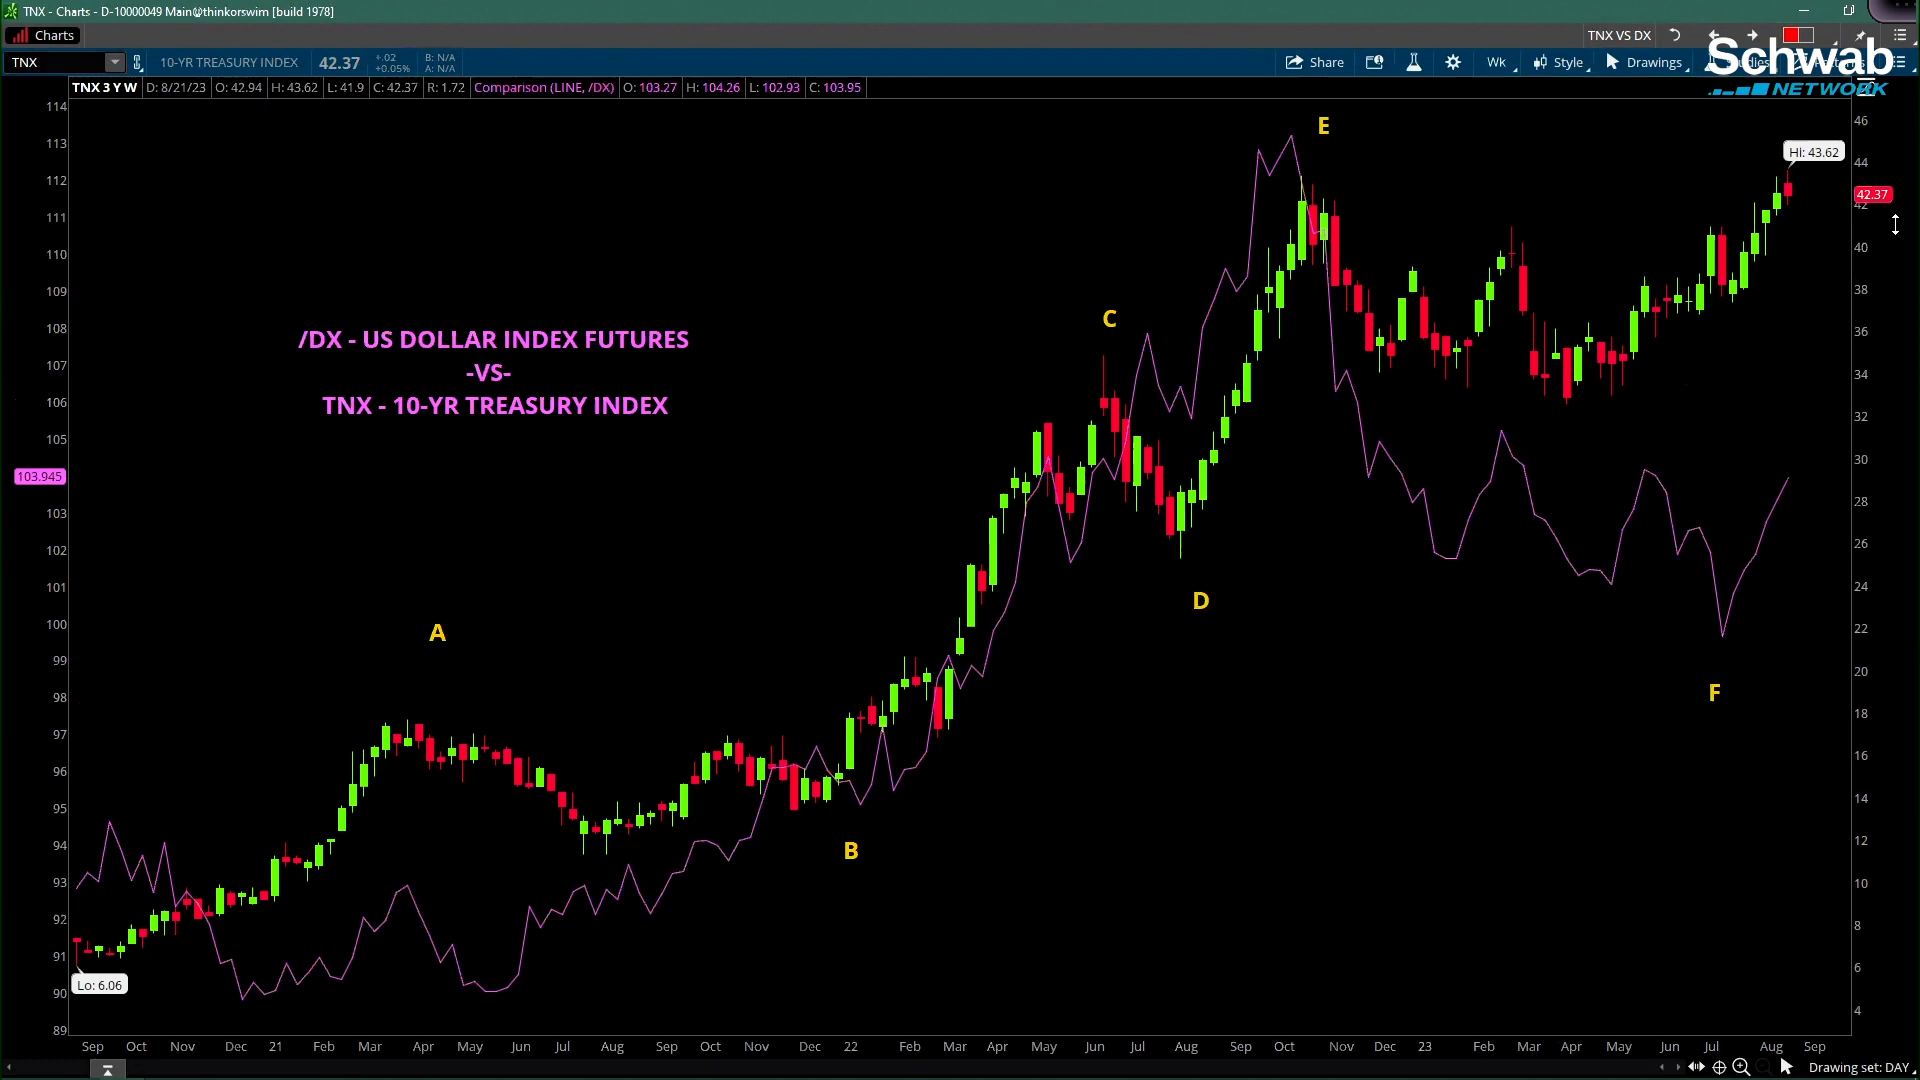 TNX - Charts - D-10000049 Main@thinkorswim [build 1978]
Charts
TNX VS DX
Schwab
NETWORK
TNX
10-YR TREASURY INDEX
42.37
+.02
+0.05%
B: N/A
A: N/A
Share
Wk
Style
Drawings
TNX 3 Y W D: 8/21/23 O: 42.94 H: 43.62 L: 41.9 C: 42.37 R: 1.72 Comparison (LINE, /DX) O: 103.27 H: 104.26 L: 102.93 C: 103.95
114
113
112
111
110
109
108
107
106
105
103.945
103
102
101
100
99
98
97
96
95
94
93
92
91
90
89
/DX - US DOLLAR INDEX FUTURES
-VS-
TNX - 10-YR TREASURY INDEX
A
B
C
D
E
F
Hi: 43.62
Lo: 6.06
46
44
42.37
42
40
38
36
34
32
30
28
26
24
22
20
18
16
14
12
10
8
6
4
Sep Oct Nov Dec 21 Feb Mar Apr May Jun Jul Aug Sep Oct Nov Dec 22 Feb Mar Apr May Jun Jul Aug Sep Oct Nov Dec 23 Feb Mar Apr May Jun Jul Aug Sep
Drawing set: DAY